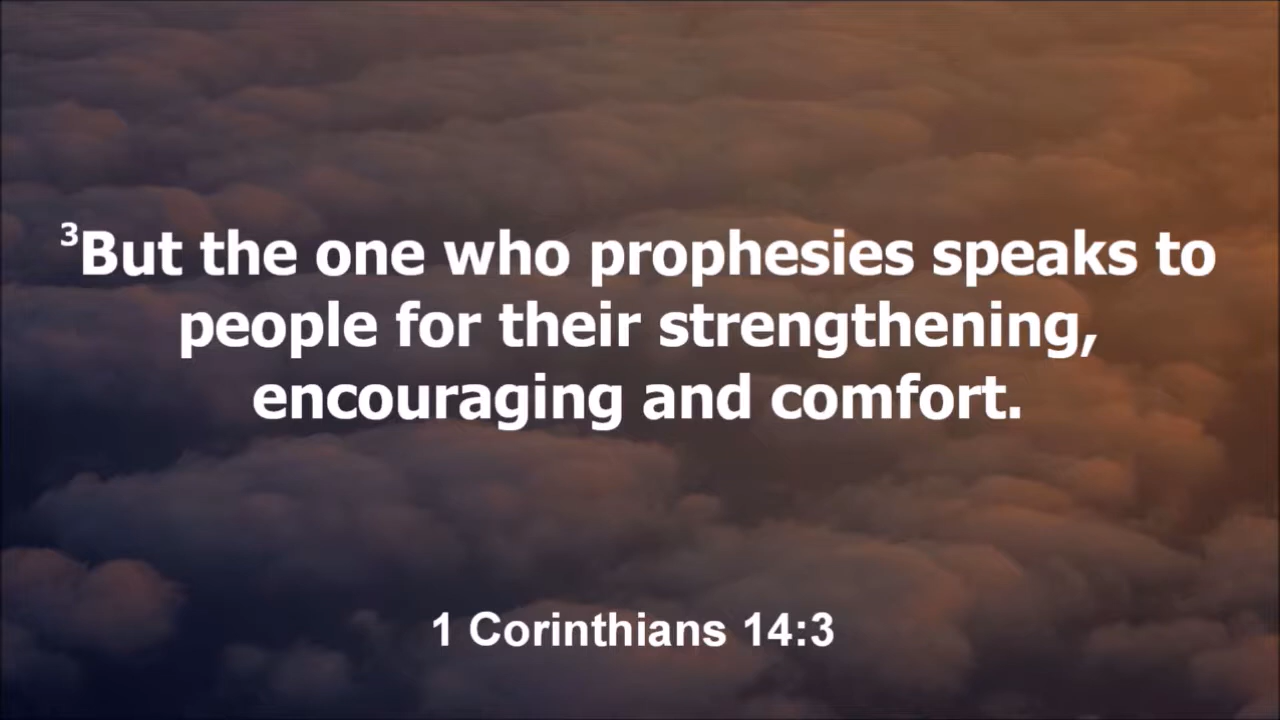 ³But the one who prophesies speaks to
people for their strengthening,
encouraging and comfort.
1 Corinthians 14:3